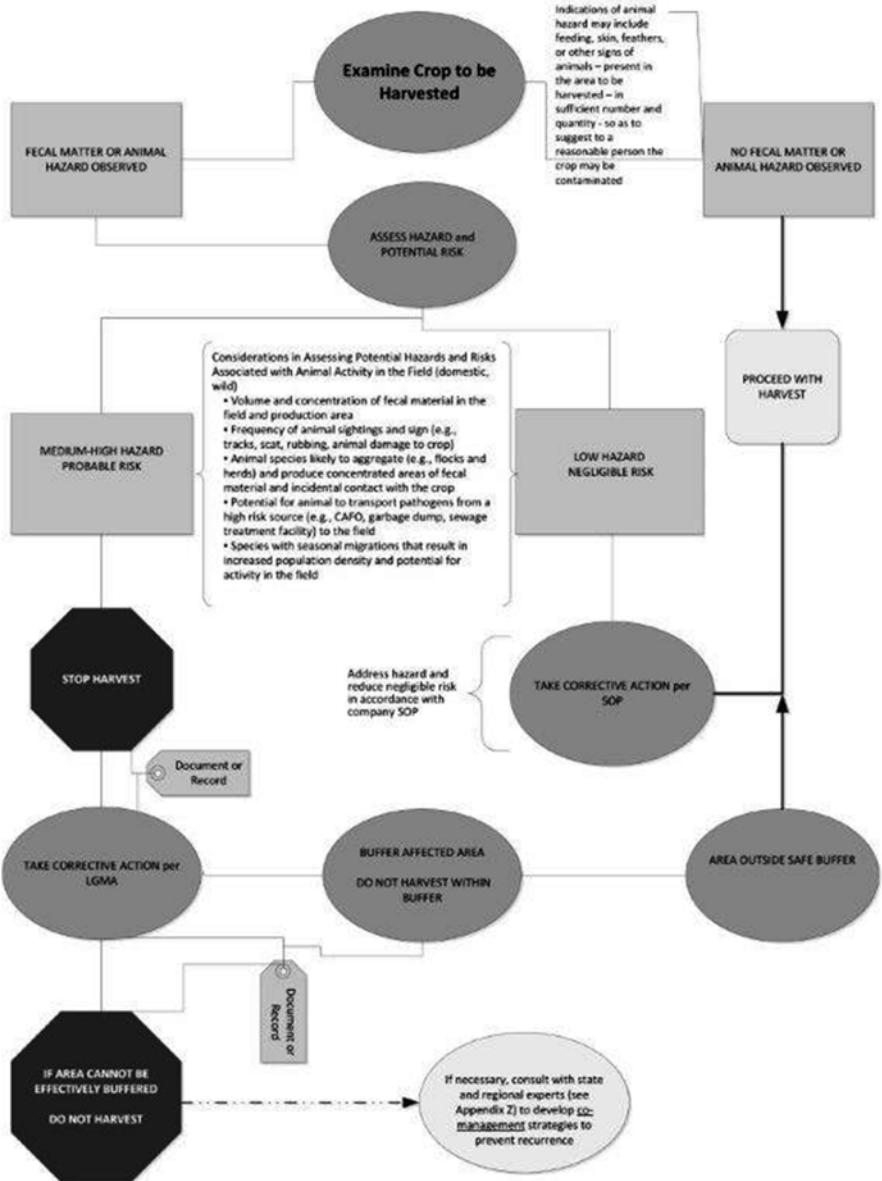 Examine Crop to be
Harvested
Indications of animal
hazard may include
feeding, skin, feathers,
or other signs of
animals – present in
the area to be
harvested – in
sufficient number and
quantity - so as to
suggest to a
reasonable person the
crop may be
contaminated
FECAL MATTER OR ANIMAL
HAZARD OBSERVED
NO FECAL MATTER OR
ANIMAL HAZARD OBSERVED
ASSESS HAZARD and
POTENTIAL RISK
PROCEED WITH
HARVEST
MEDIUM-HIGH HAZARD
PROBABLE RISK
Considerations in Assessing Potential Hazards and Risks
Associated with Animal Activity in the Field (domestic,
wild)
• Volume and concentration of fecal material in the
field and production area
• Frequency of animal sightings and sign (e.g.,
tracks, scat, rubbing, animal damage to crop)
• Animal species likely to aggregate (e.g., flocks and
herds) and produce concentrated areas of fecal
material and incidental contact with the crop
• Potential for animal to transport pathogens from a
high risk source (e.g., CAFO, garbage dump, sewage
treatment facility) to the field
• Species with seasonal migrations that result in
increased population density and potential for
activity in the field
LOW HAZARD
NEGLIGIBLE RISK
STOP HARVEST
Address hazard and
reduce negligible risk
in accordance with
company SOP
TAKE CORRECTIVE ACTION per
SOP
Document or
Record
TAKE CORRECTIVE ACTION per
LGMA
BUFFER AFFECTED AREA
DO NOT HARVEST WITHIN
BUFFER
AREA OUTSIDE SAFE BUFFER
Document or
Record
IF AREA CANNOT BE
EFFECTIVELY BUFFERED
DO NOT HARVEST
If necessary, consult with state
and regional experts (see
Appendix Z) to develop co-
management strategies to
prevent recurrence